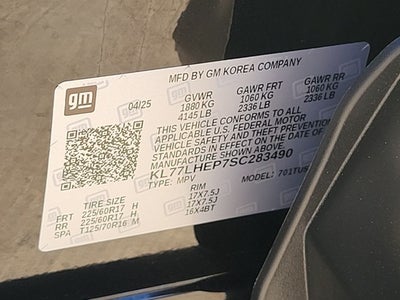 gm
MFD BY GM KOREA COMPANY
04/25 GVWR GAWR FRT GAWR RR
1880 KG 1060 KG 1060 KG
4145 LB 2336 LB 2336 LB
THIS VEHICLE CONFORMS TO ALL
APPLICABLE U.S. FEDERAL MOTOR
VEHICLE SAFETY AND THEFT PREVENTION
STANDARDS IN EFFECT ON THE DATE OF
MANUFACTURE SHOWN ABOVE.
KL77LHEP7SC283490
TYPE: MPV MODEL: 701TUS
TIRE SIZE RIM
FRT 225/60R17 H 17X7.5J
RR 225/60R17 H 17X7.5J
SPA T125/70R16 M 16X4BT